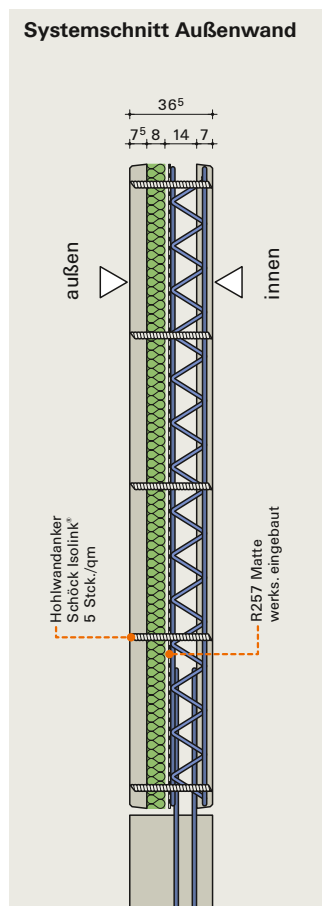 Systemschnitt Außenwand
36⁵
7⁵ 8 14 7
außen
innen
Hohlwandanker
Schöck Isolink®
5 Stck./qm
R257 Matte
werks. eingebaut